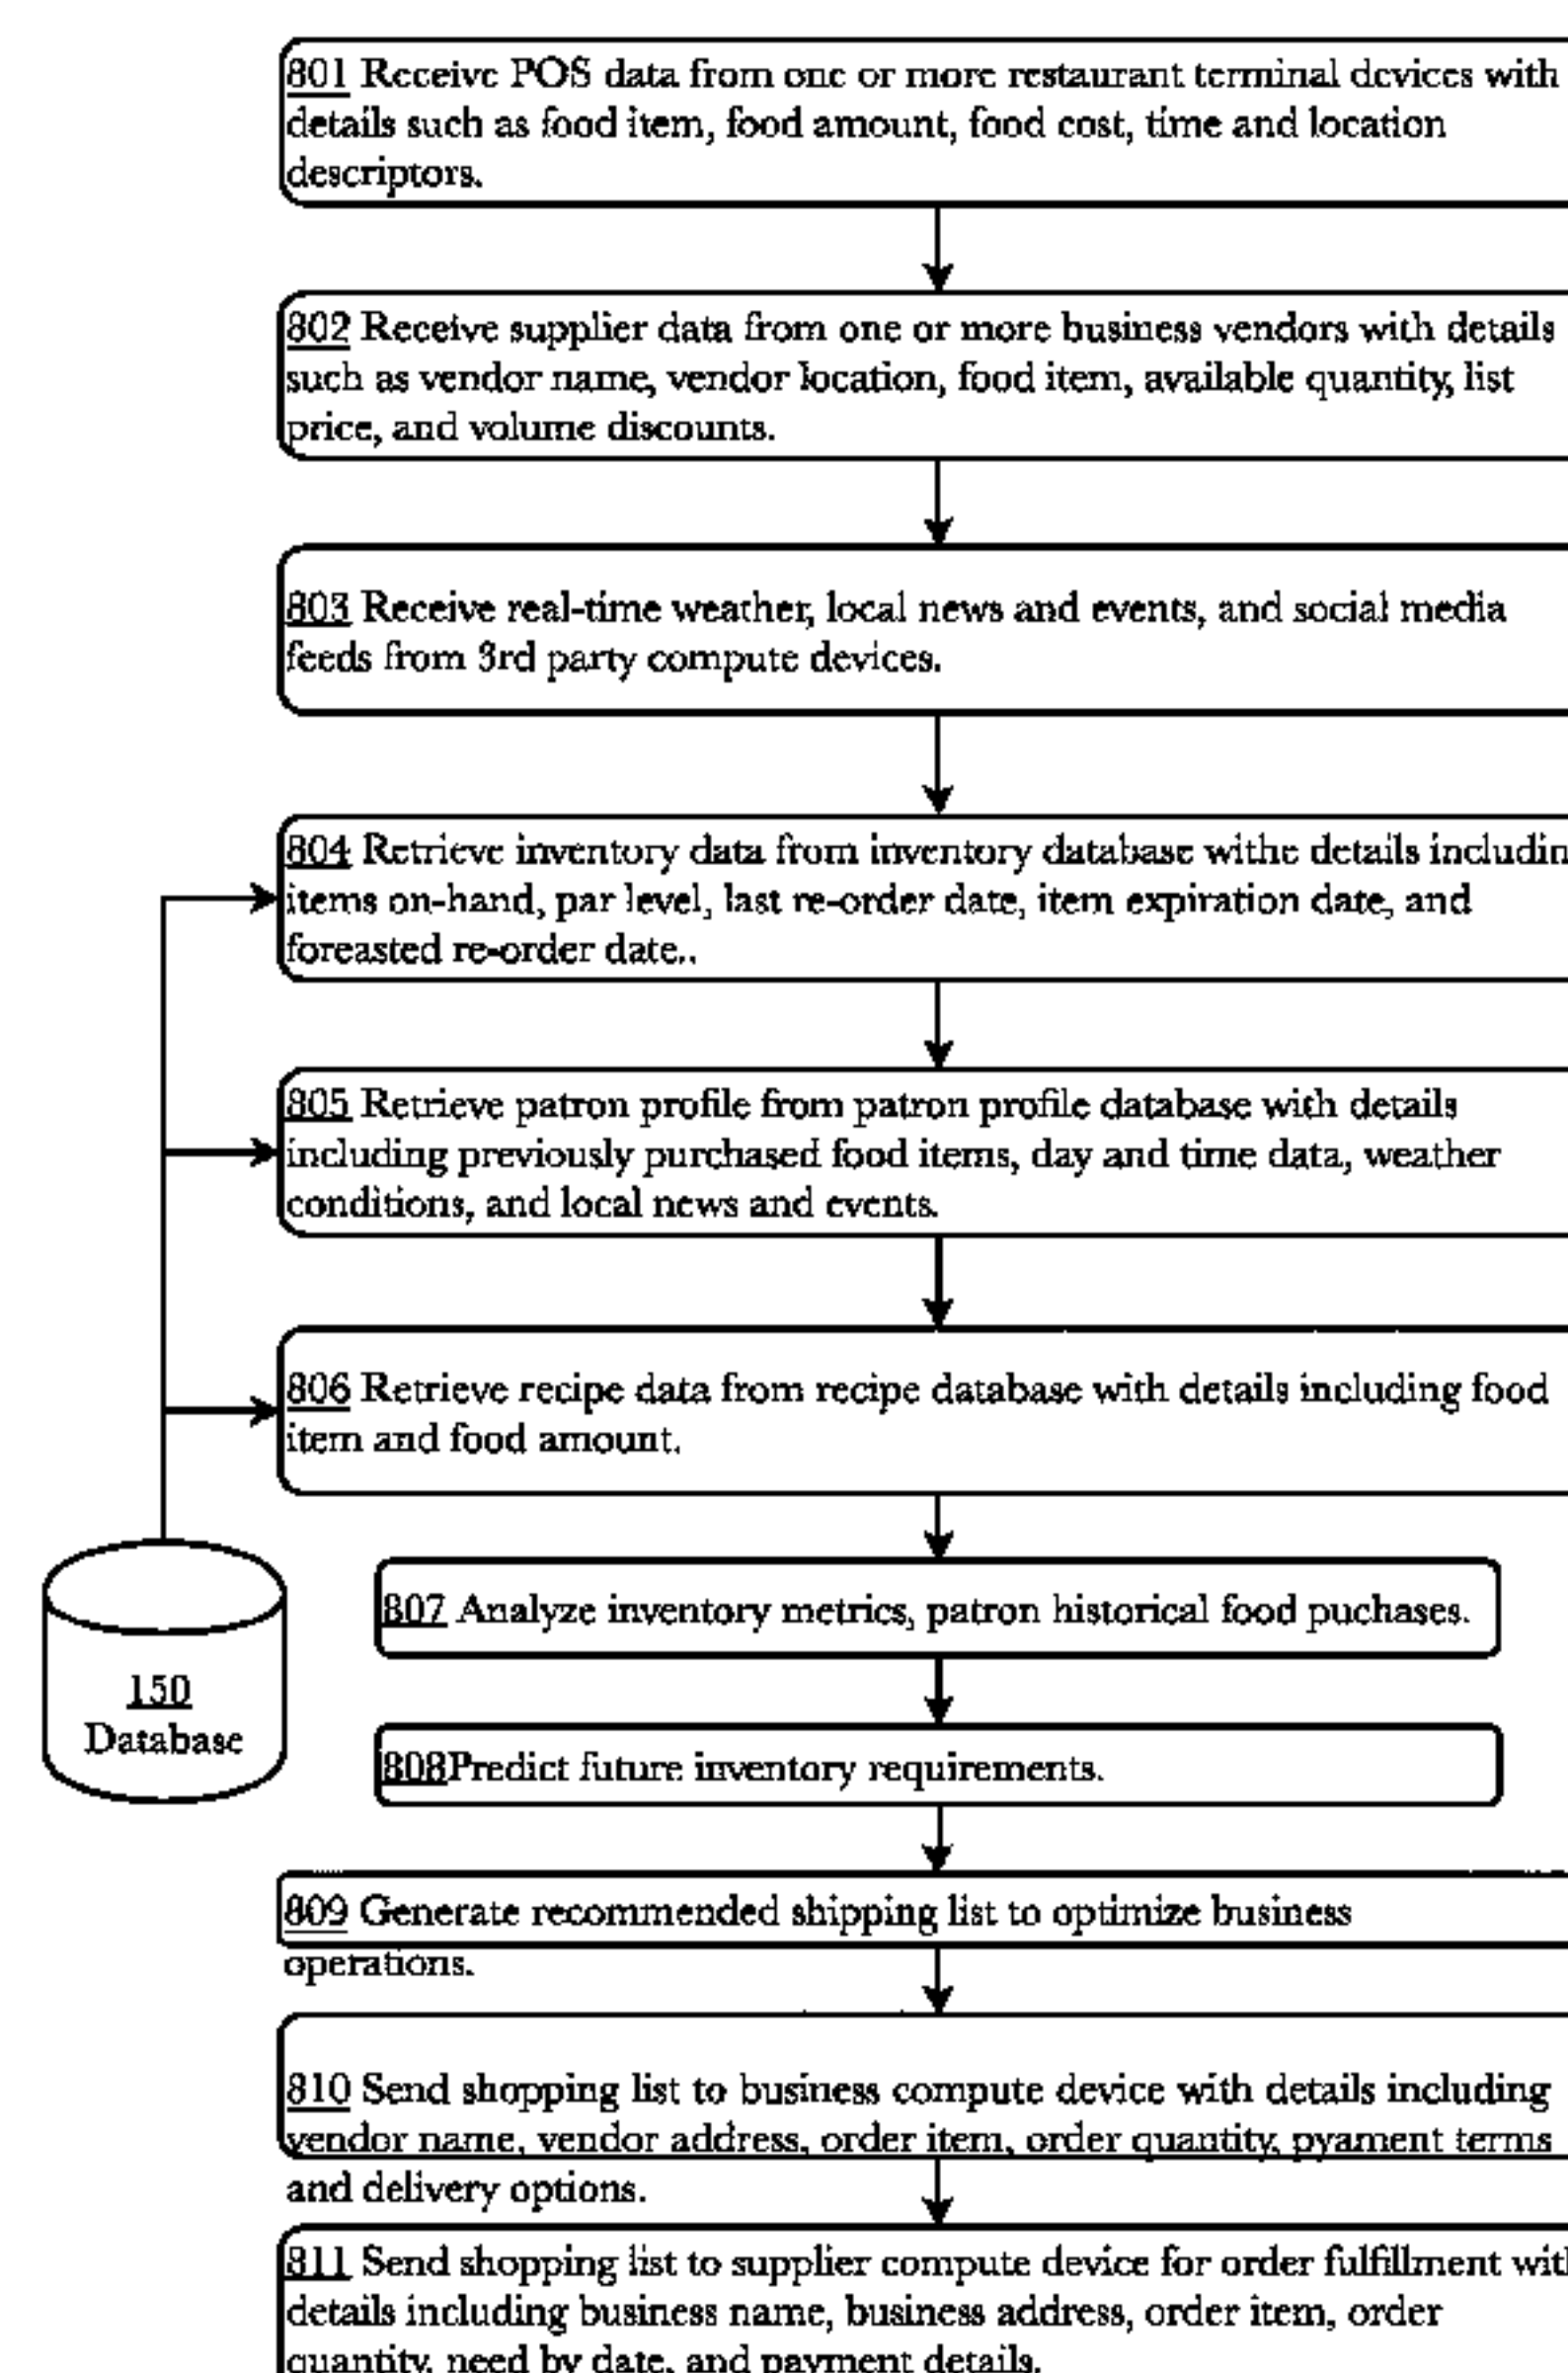 801 Receive POS data from one or more restaurant terminal devices with
details such as food item, food amount, food cost, time and location
descriptors.
802 Receive supplier data from one or more business vendors with details
such as vendor name, vendor location, food item, available quantity, list
price, and volume discounts.
803 Receive real-time weather, local news and events, and social media
feeds from 3rd party compute devices.
804 Retrieve inventory data from inventory database withe details includin
items on-hand, par level, last re-order date, item expiration date, and
foreasted re-order date..
805 Retrieve patron profile from patron profile database with details
including previously purchased food items, day and time data, weather
conditions, and local news and events.
806 Retrieve recipe data from recipe database with details including food
item and food amount.
807 Analyze inventory metrics, patron historical food puchases.
150
Database
808Predict future inventory requirements.
809 Generate recommended shipping list to optimize business
operations.
810 Send shopping list to business compute device with details including
vendor name, vendor address, order item, order quantity, pyament terms
and delivery options.
811 Send shopping list to supplier compute device for order fulfillment with
details including business name, business address, order item, order
quantity, need by date, and payment details.